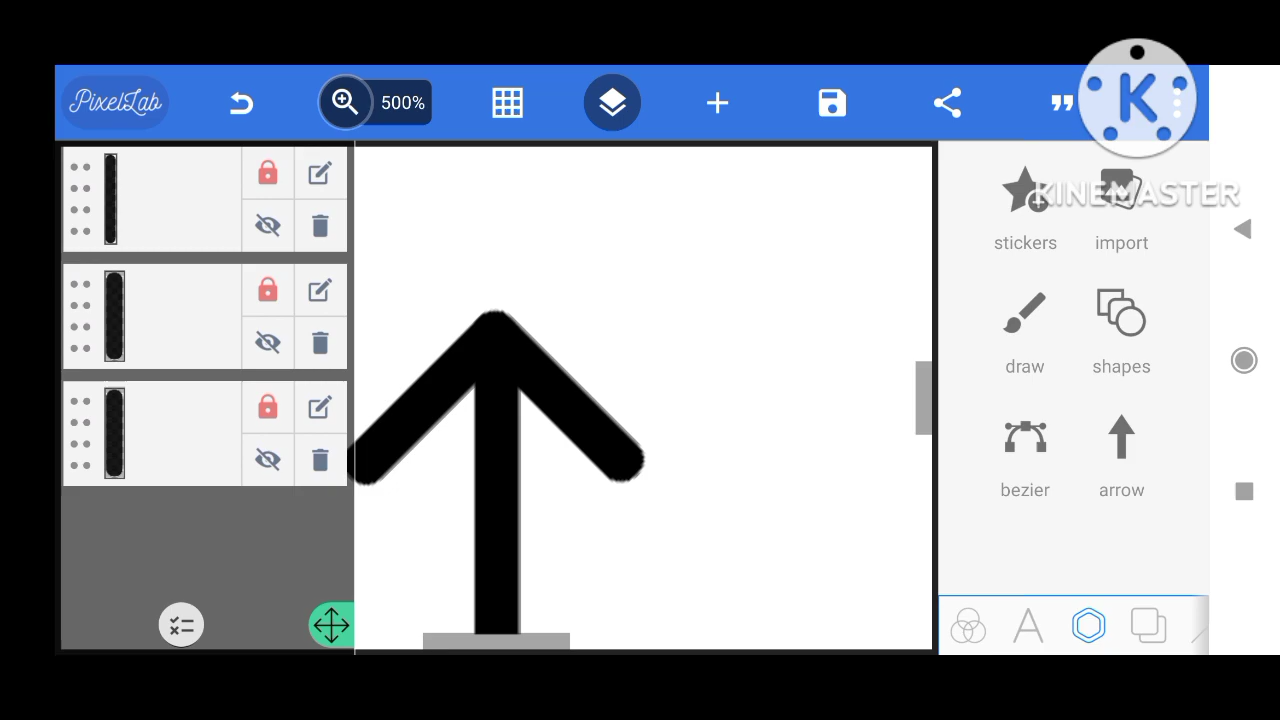 PixelLab
500%
K
KINEMASTER
stickers
import
draw
shapes
bezier
arrow
A